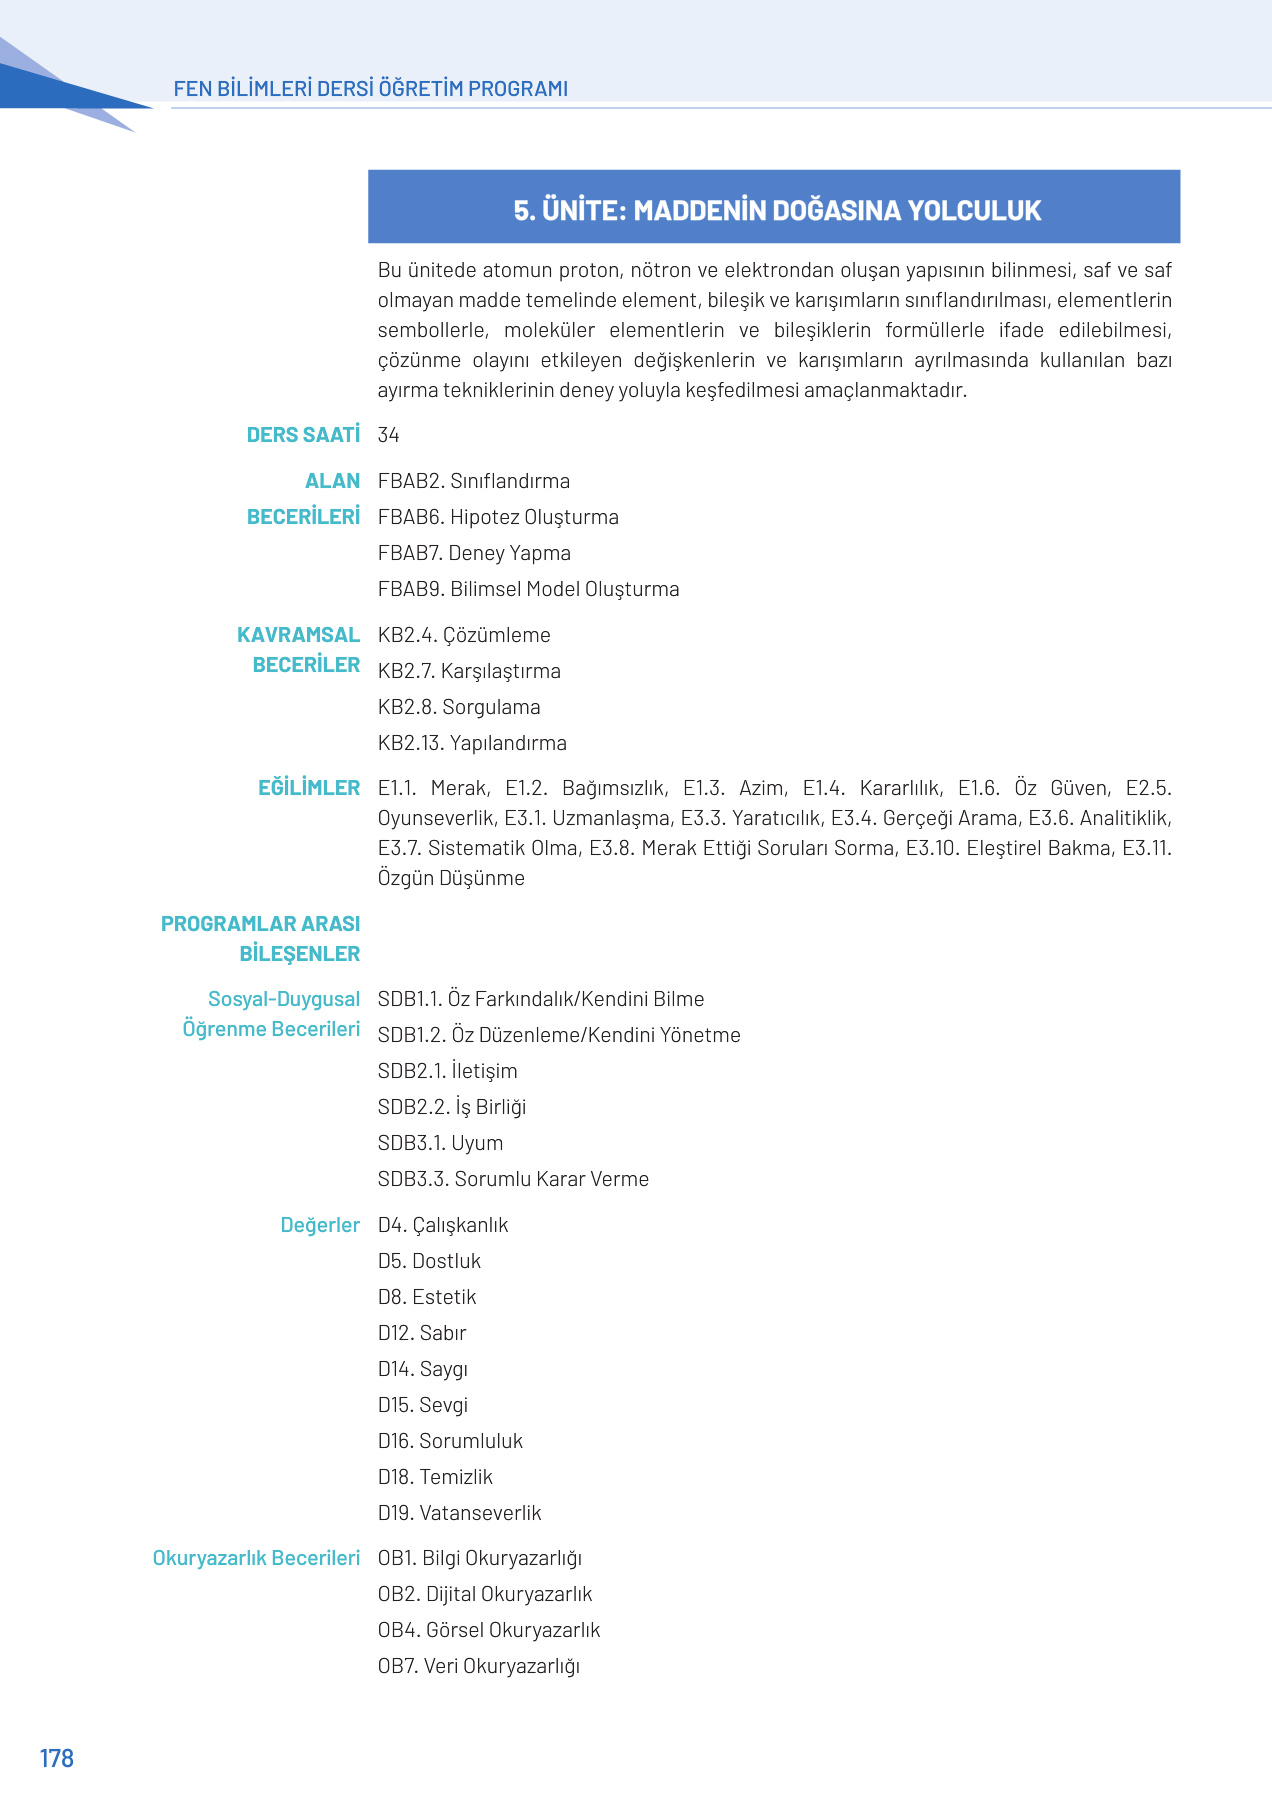 FEN BİLİMLERİ DERSİ ÖĞRETİM PROGRAMI
5. ÜNİTE: MADDENİN DOĞASINA YOLCULUK
Bu ünitede atomun proton, nötron ve elektrondan oluşan yapısının bilinmesi, saf ve saf
olmayan madde temelinde element, bileşik ve karışımların sınıflandırılması, elementlerin
sembollerle, moleküler elementlerin ve bileşiklerin formüllerle ifade edilebilmesi,
çözünme olayını etkileyen değişkenlerin ve karışımların ayrılmasında kullanılan bazı
ayırma tekniklerinin deney yoluyla keşfedilmesi amaçlanmaktadır.
DERS SAATİ 34
ALAN FBAB2. Sınıflandırma
BECERİLERİ FBAB6. Hipotez Oluşturma
FBAB7. Deney Yapma
FBAB9. Bilimsel Model Oluşturma
KAVRAMSAL KB2.4. Çözümleme
BECERİLER KB2.7. Karşılaştırma
KB2.8. Sorgulama
KB2.13. Yapılandırma
EĞİLİMLER E1.1. Merak, E1.2. Bağımsızlık, E1.3. Azim, E1.4. Kararlılık, E1.6. Öz Güven, E2.5.
Oyunseverlik, E3.1. Uzmanlaşma, E3.3. Yaratıcılık, E3.4. Gerçeği Arama, E3.6. Analitiklik,
E3.7. Sistematik Olma, E3.8. Merak Ettiği Soruları Sorma, E3.10. Eleştirel Bakma, E3.11.
Özgün Düşünme
PROGRAMLAR ARASI
BİLEŞENLER
Sosyal-Duygusal SDB1.1. Öz Farkındalık/Kendini Bilme
Öğrenme Becerileri SDB1.2. Öz Düzenleme/Kendini Yönetme
SDB2.1. İletişim
SDB2.2. İş Birliği
SDB3.1. Uyum
SDB3.3. Sorumlu Karar Verme
Değerler D4. Çalışkanlık
D5. Dostluk
D8. Estetik
D12. Sabır
D14. Saygı
D15. Sevgi
D16. Sorumluluk
D18. Temizlik
D19. Vatanseverlik
Okuryazarlık Becerileri OB1. Bilgi Okuryazarlığı
OB2. Dijital Okuryazarlık
OB4. Görsel Okuryazarlık
OB7. Veri Okuryazarlığı
178